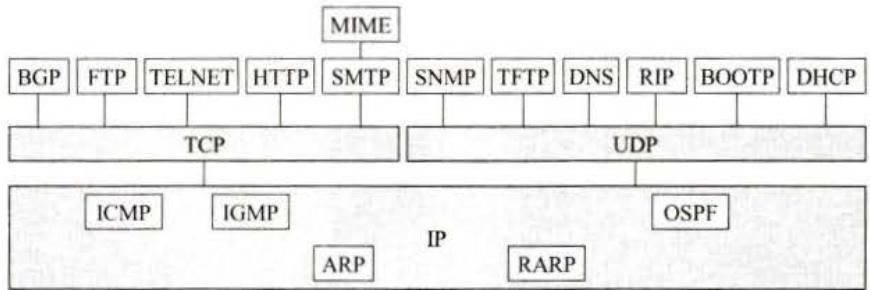 MIME
BGP FTP TELNET HTTP SMTP SNMP TFTP DNS RIP BOOTP DHCP
TCP UDP
ICMP IGMP OSPF
IP
ARP RARP